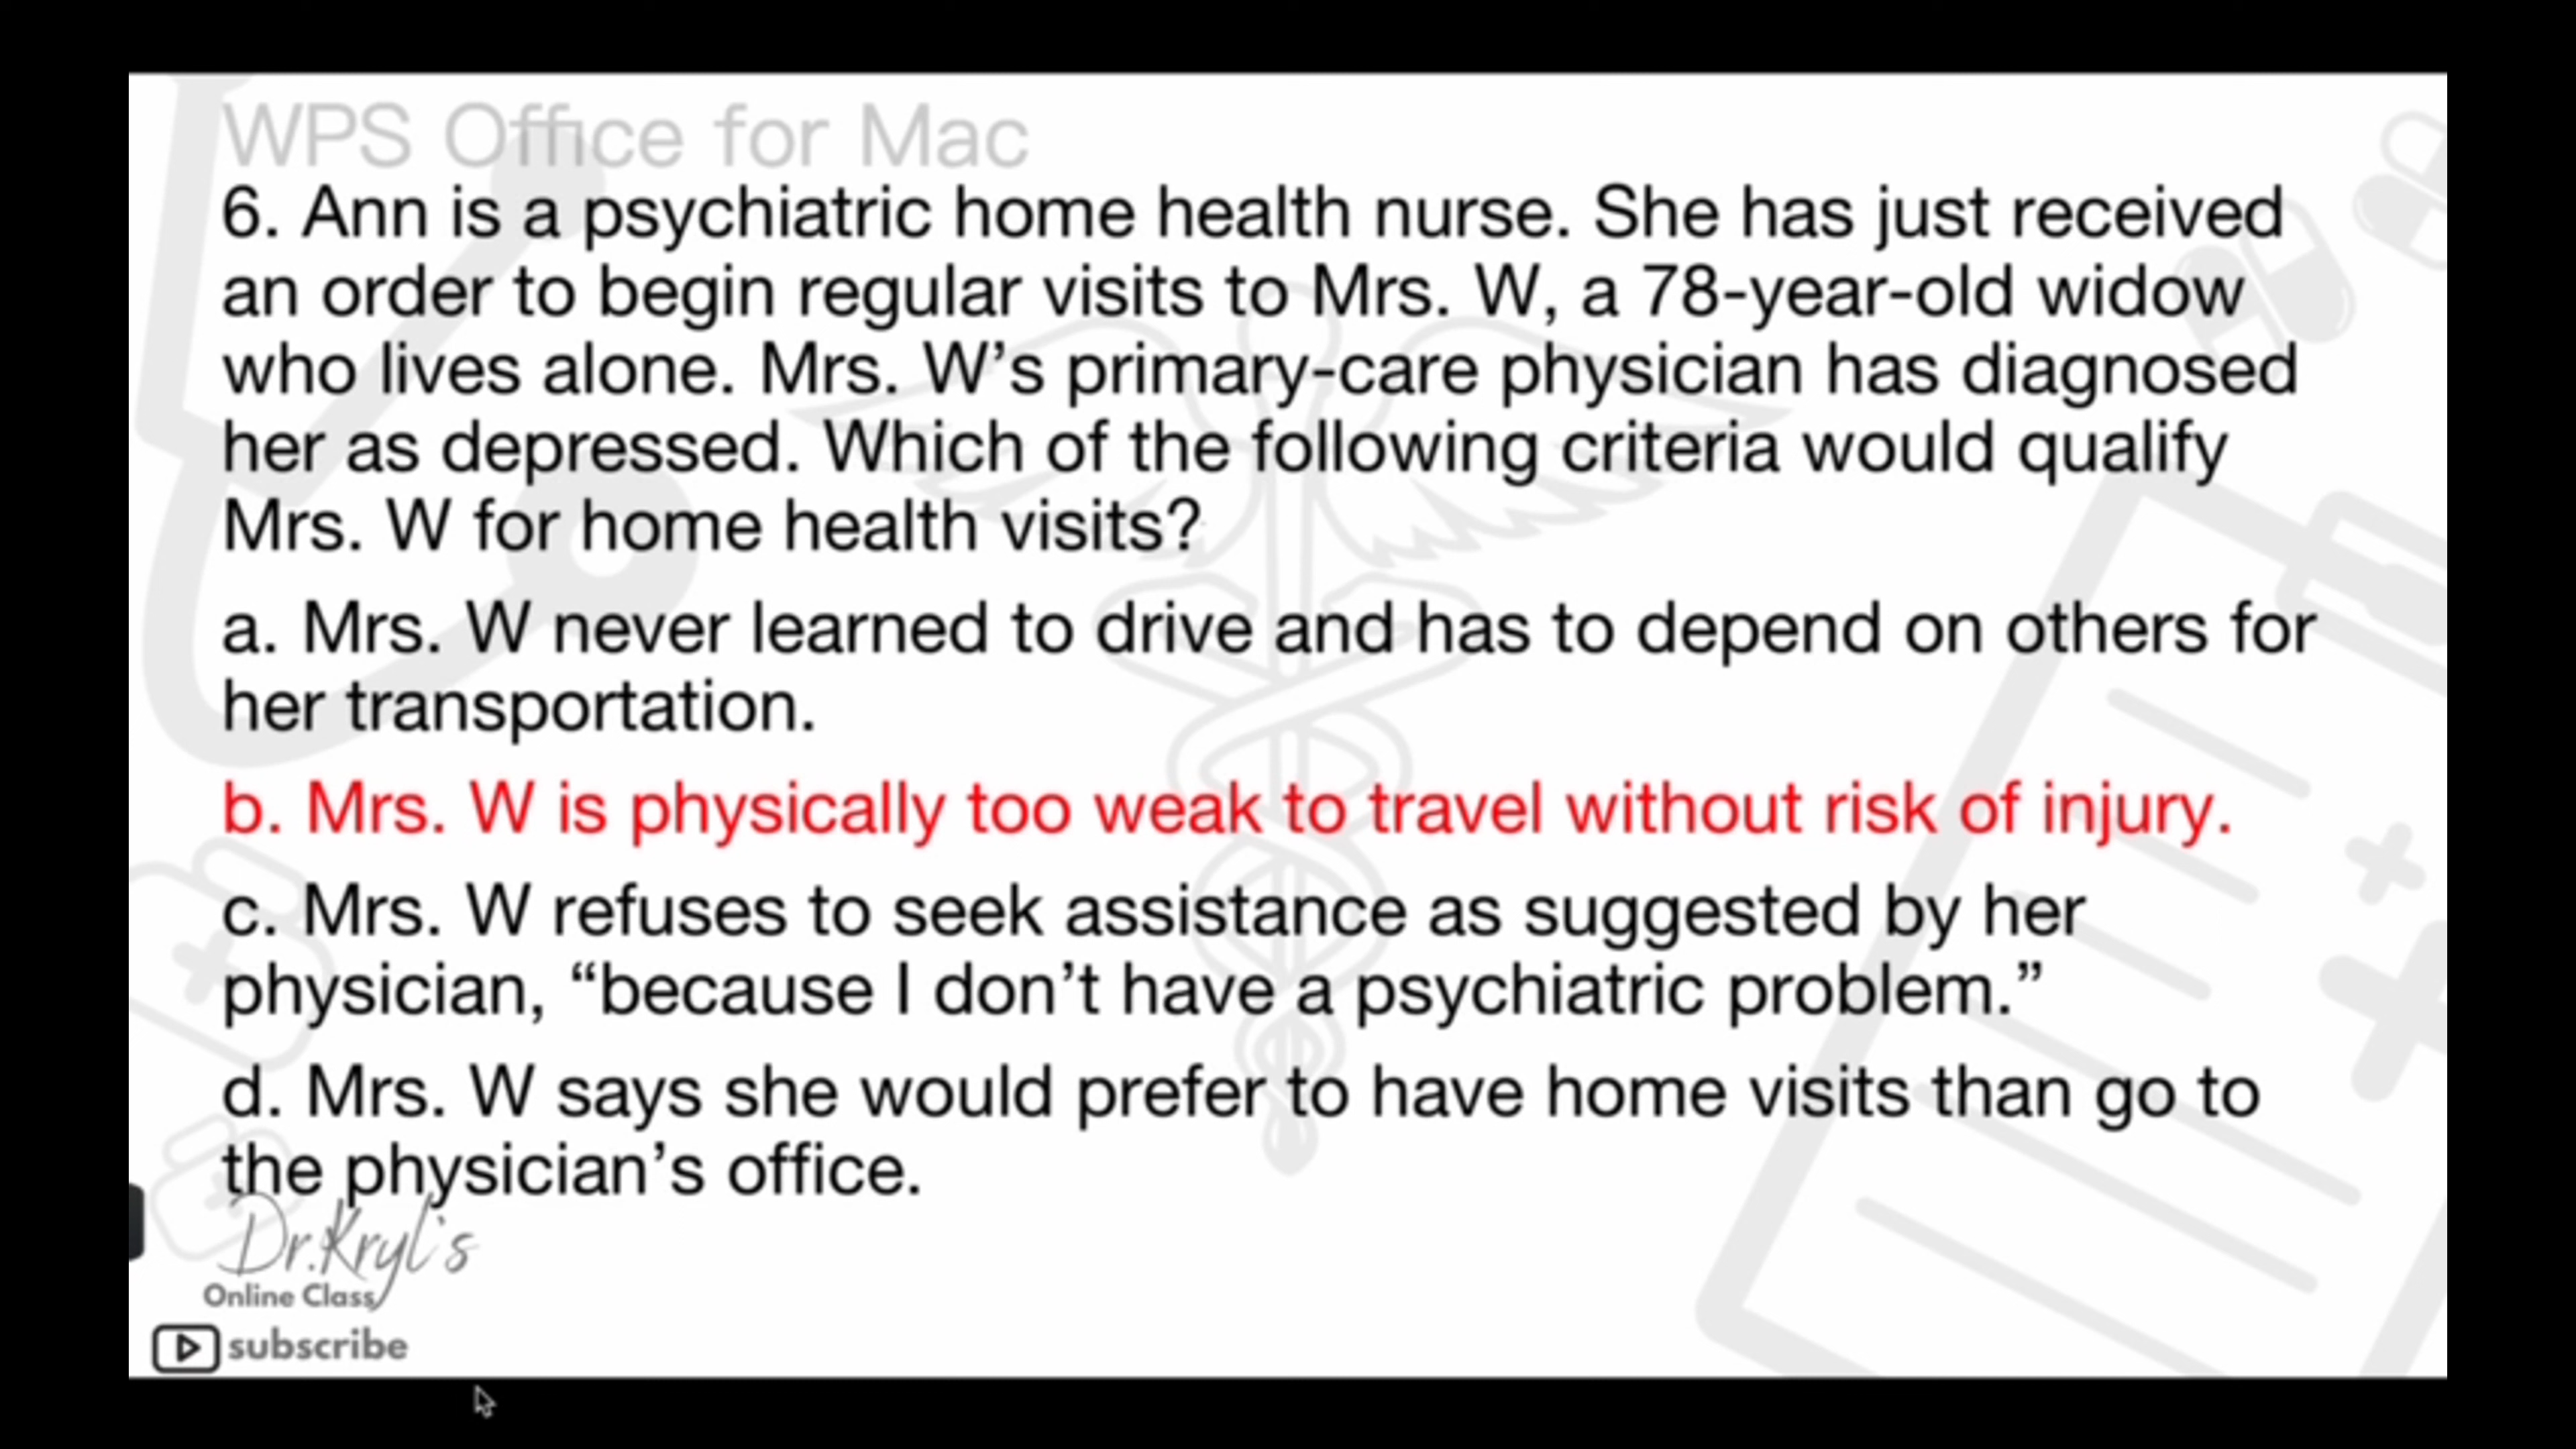 WPS Office for Mac
6. Ann is a psychiatric home health nurse. She has just received
an order to begin regular visits to Mrs. W, a 78-year-old widow
who lives alone. Mrs. W’s primary-care physician has diagnosed
her as depressed. Which of the following criteria would qualify
Mrs. W for home health visits?
a. Mrs. W never learned to drive and has to depend on others for
her transportation.
b. Mrs. W is physically too weak to travel without risk of injury.
c. Mrs. W refuses to seek assistance as suggested by her
physician, “because I don’t have a psychiatric problem.”
d. Mrs. W says she would prefer to have home visits than go to
the physician’s office.
Dr.Kryl's
Online Class
subscribe